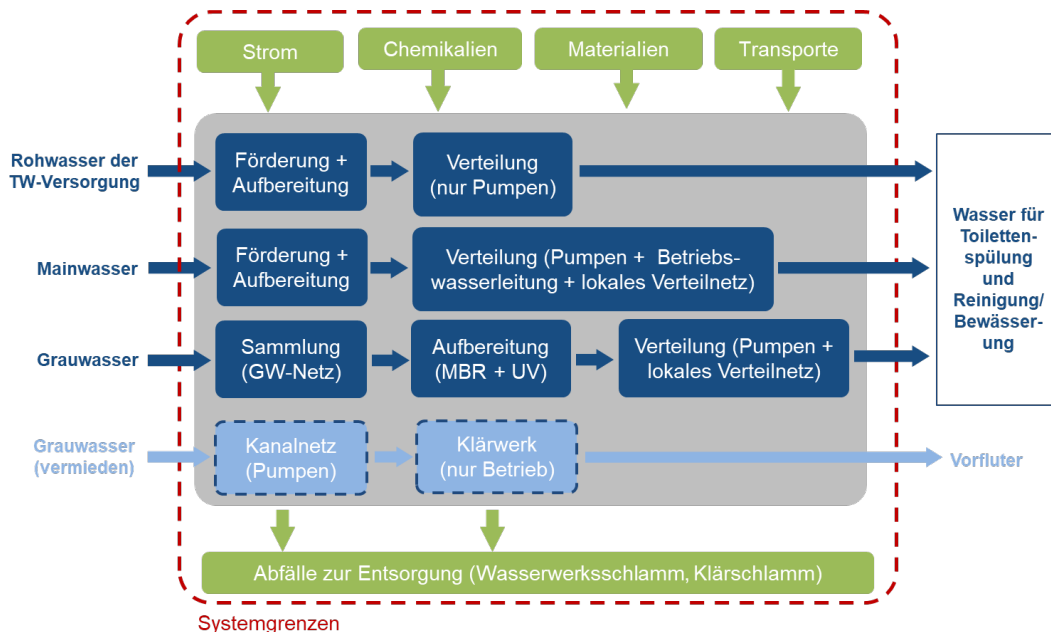 Strom
Chemikalien
Materialien
Transporte
Rohwasser der
TW-Versorgung
Förderung +
Aufbereitung
Verteilung
(nur Pumpen)
Mainwasser
Förderung +
Aufbereitung
Verteilung (Pumpen + Betriebs-
wasserleitung + lokales Verteilnetz)
Grauwasser
Sammlung
(GW-Netz)
Aufbereitung
(MBR + UV)
Verteilung (Pumpen +
lokales Verteilnetz)
Wasser für
Toiletten-
spülung
und
Reinigung/
Bewässer-
ung
Grauwasser
(vermieden)
Kanalnetz
(Pumpen)
Klärwerk
(nur Betrieb)
Vorfluter
Abfälle zur Entsorgung (Wasserwerksschlamm, Klärschlamm)
Systemgrenzen